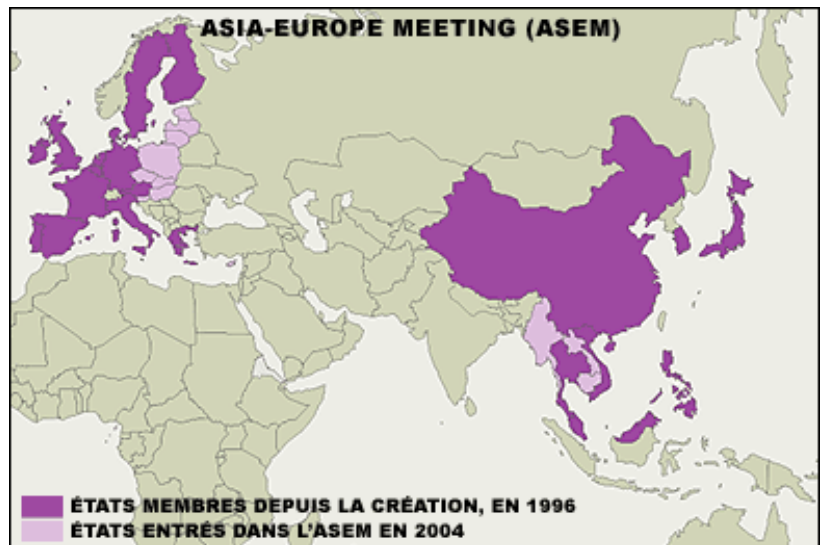 ASIA-EUROPE MEETING (ASEM)
ÉTATS MEMBRES DEPUIS LA CRÉATION, EN 1996
ÉTATS ENTRÉS DANS L'ASEM EN 2004